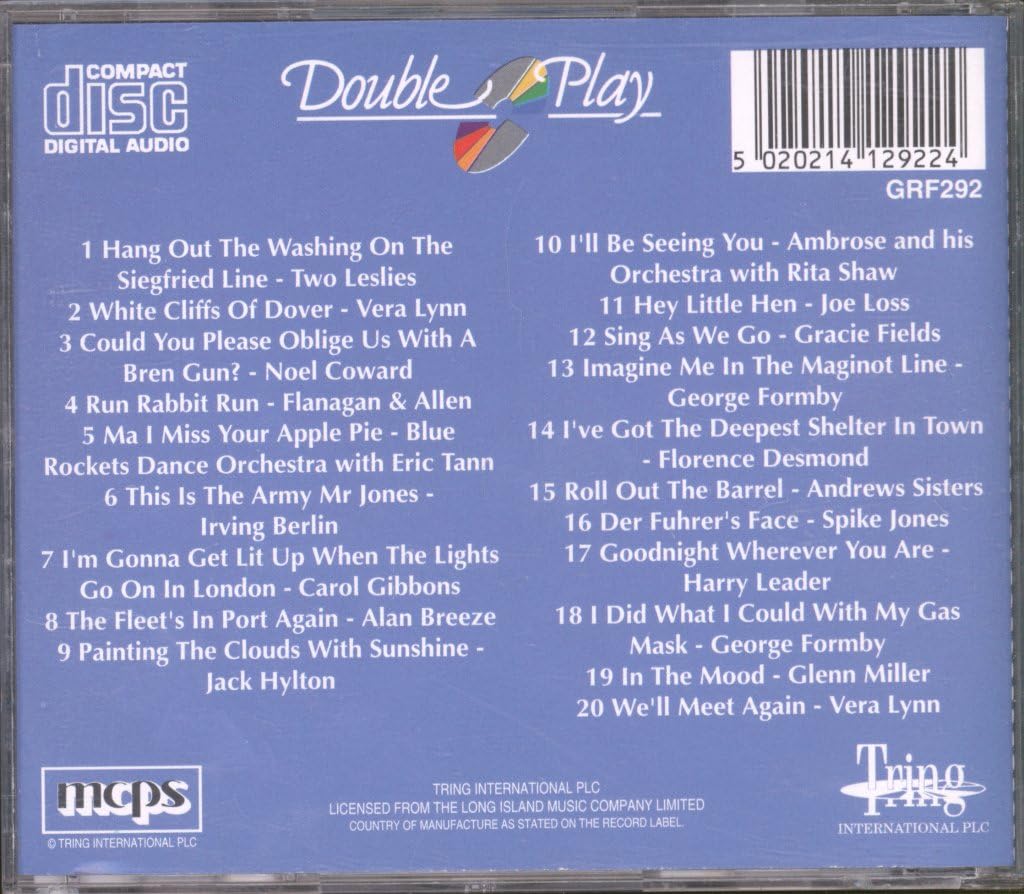 COMPACT
disc
DIGITAL AUDIO
Double Play
5 020214 129224
GRF292
1 Hang Out The Washing On The
Siegfried Line - Two Leslies
2 White Cliffs Of Dover - Vera Lynn
3 Could You Please Oblige Us With A
Bren Gun? - Noel Coward
4 Run Rabbit Run - Flanagan & Allen
5 Ma I Miss Your Apple Pie - Blue
Rockets Dance Orchestra with Eric Tann
6 This Is The Army Mr Jones -
Irving Berlin
7 I'm Gonna Get Lit Up When The Lights
Go On In London - Carol Gibbons
8 The Fleet's In Port Again - Alan Breeze
9 Painting The Clouds With Sunshine -
Jack Hylton
10 I'll Be Seeing You - Ambrose and his
Orchestra with Rita Shaw
11 Hey Little Hen - Joe Loss
12 Sing As We Go - Gracie Fields
13 Imagine Me In The Maginot Line -
George Formby
14 I've Got The Deepest Shelter In Town
- Florence Desmond
15 Roll Out The Barrel - Andrews Sisters
16 Der Fuhrer's Face - Spike Jones
17 Goodnight Wherever You Are -
Harry Leader
18 I Did What I Could With My Gas
Mask - George Formby
19 In The Mood - Glenn Miller
20 We'll Meet Again - Vera Lynn
mcps
© TRING INTERNATIONAL PLC
TRING INTERNATIONAL PLC
LICENSED FROM THE LONG ISLAND MUSIC COMPANY LIMITED
COUNTRY OF MANUFACTURE AS STATED ON THE RECORD LABEL.
Tring
INTERNATIONAL PLC